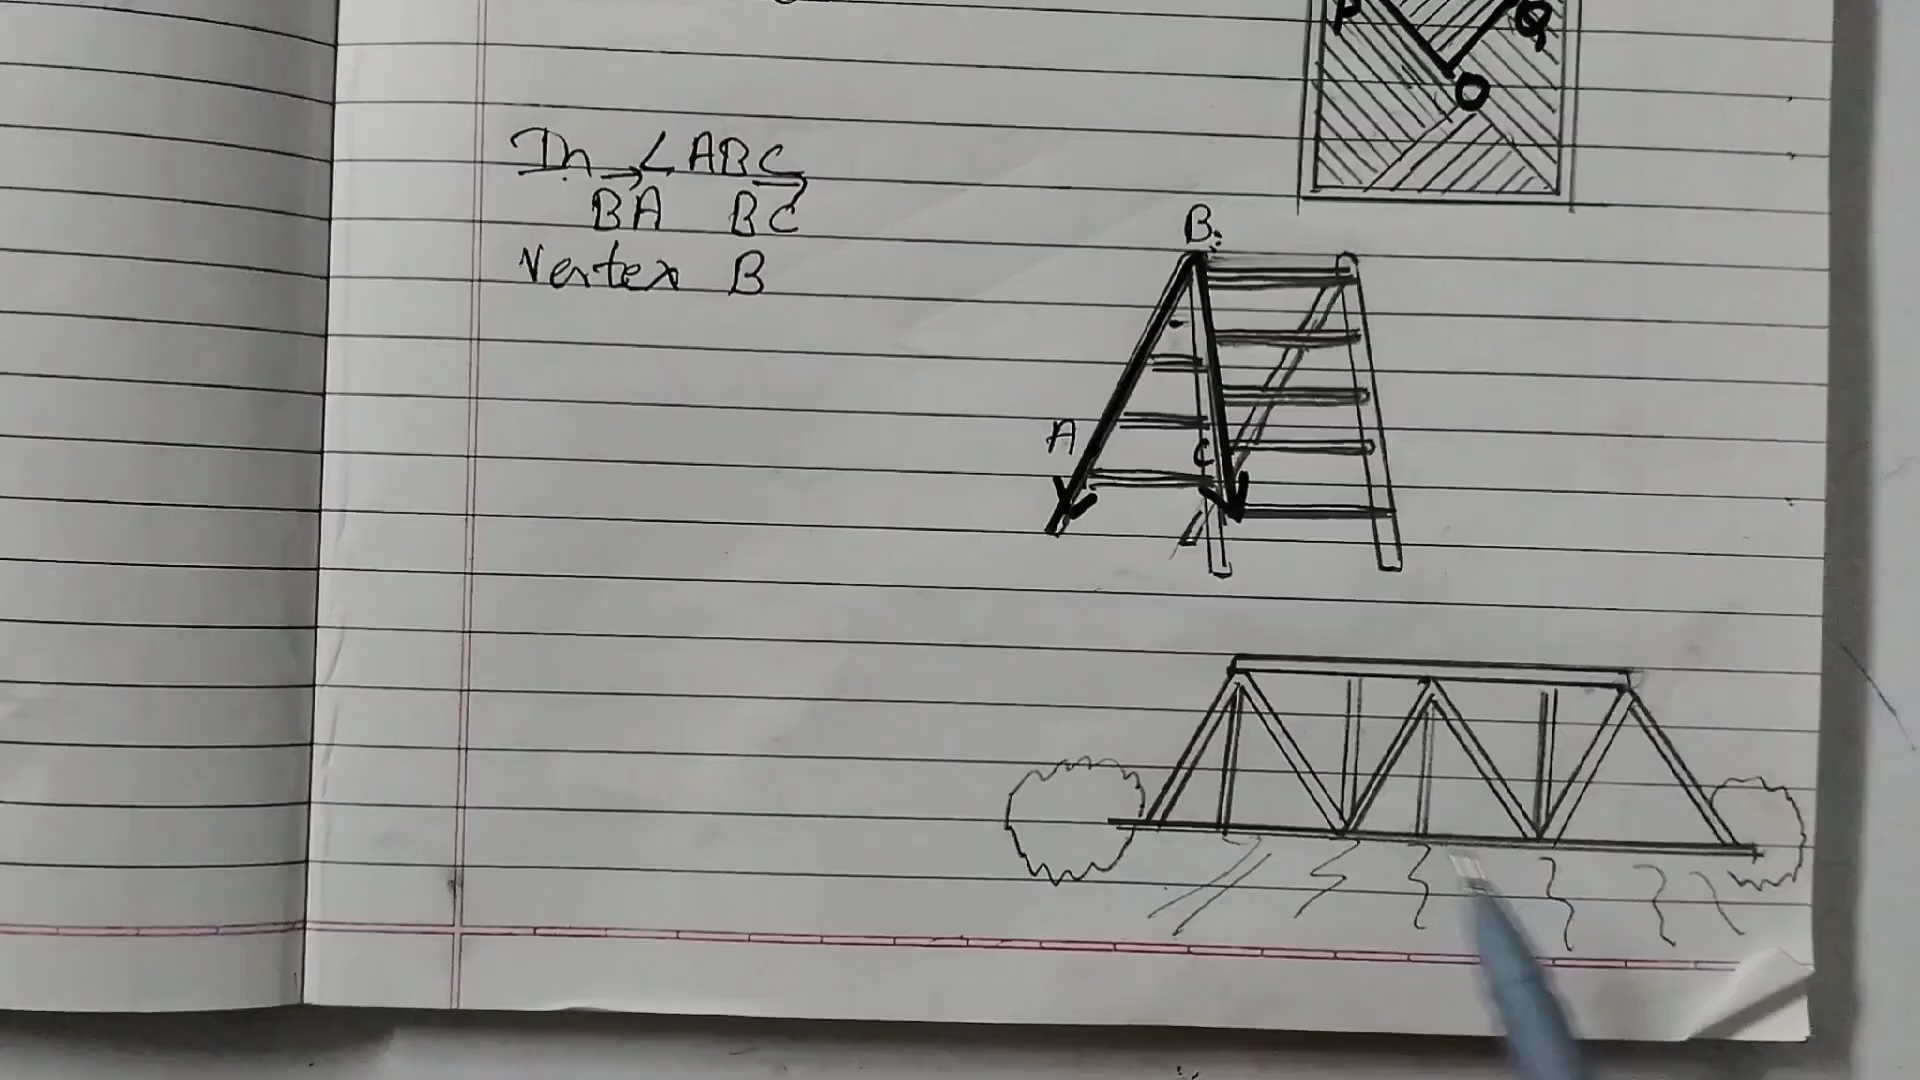 P Q
O
In ∠ABC
BA BC
Vertex B
B
A
C